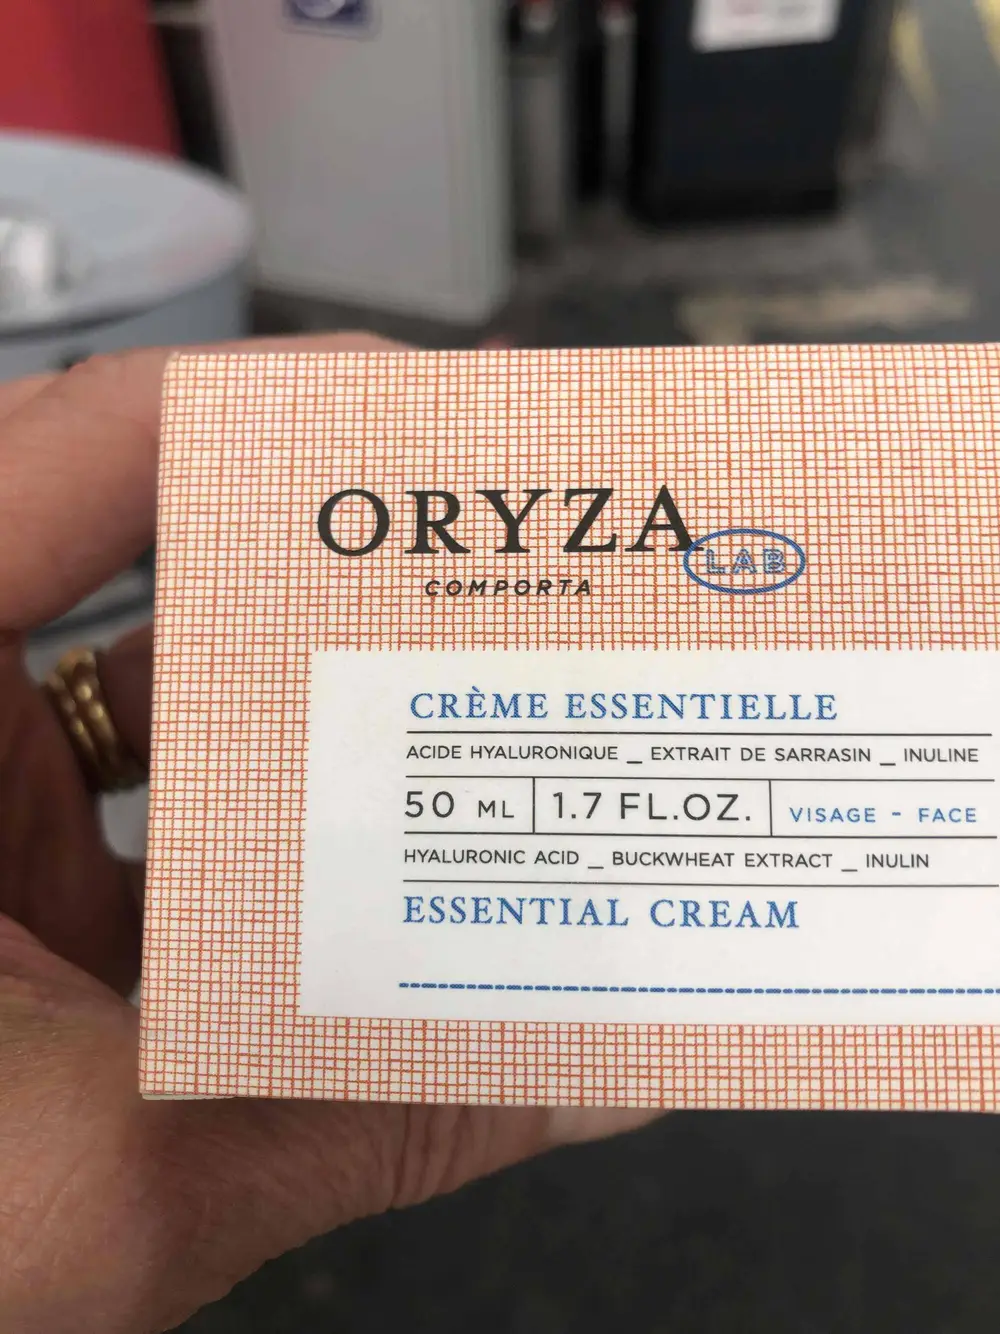 ORYZA
LAB
COMPORTA
CRÈME ESSENTIELLE
ACIDE HYALURONIQUE _ EXTRAIT DE SARRASIN _ INULINE
50 ML 1.7 FL.OZ. VISAGE - FACE
HYALURONIC ACID _ BUCKWHEAT EXTRACT _ INULIN
ESSENTIAL CREAM